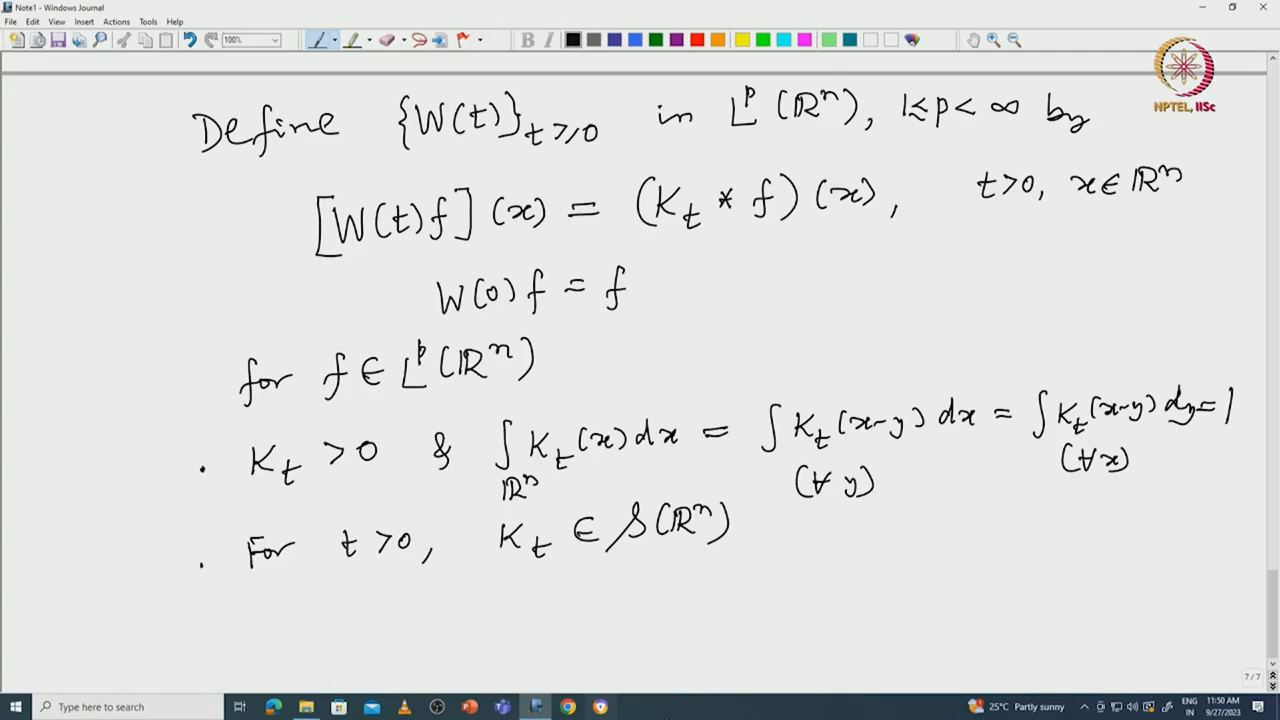 Note1 - Windows Journal
File Edit View Insert Actions Tools Help
100%
B I
NPTEL, IISc
Define {W(t)}_{t≥0} in L^p(ℝ^n), 1≤p<∞ by
[W(t)f](x) = (K_t * f)(x), t>0, x∈ℝ^n
W(0)f = f
for f∈L^p(ℝ^n)
. K_t >0 & ∫_{ℝ^n} K_t(x)dx = ∫K_t(x-y)dx = ∫K_t(x-y)dy=1
(∀ y) (∀x)
. For t>0, K_t ∈ S(ℝ^n)
7/7
Type here to search
25°C Partly sunny
ENG IN
11:50 AM
9/27/2023